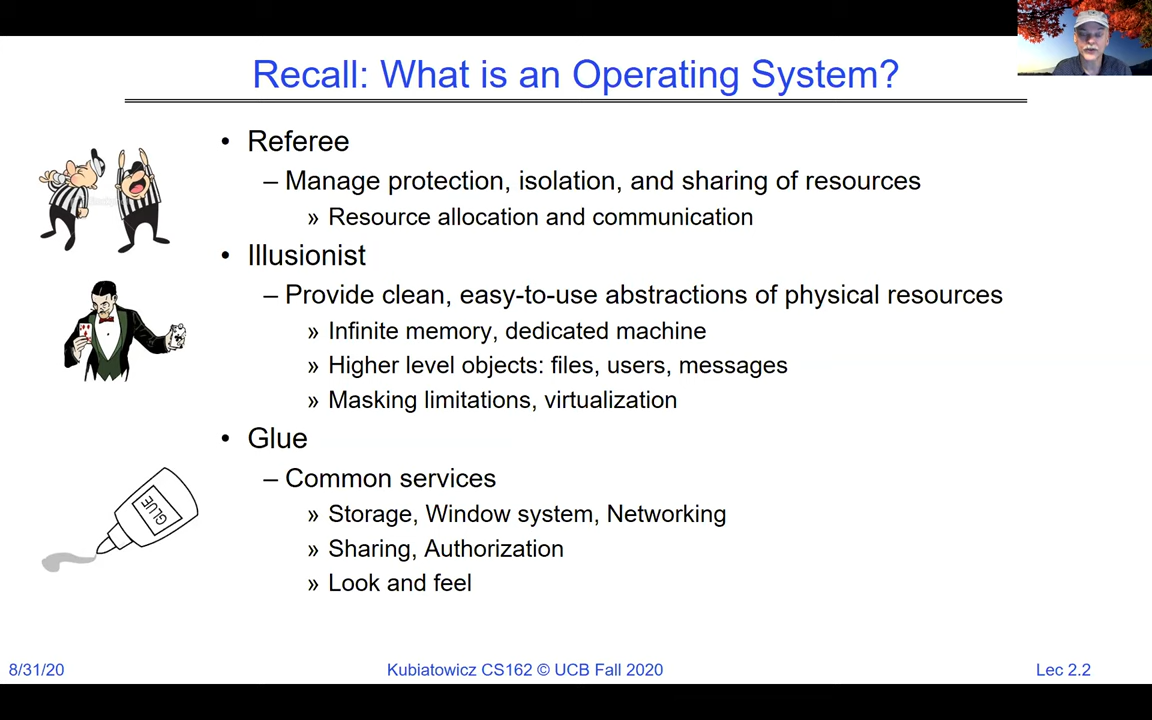 Recall: What is an Operating System?
• Referee
– Manage protection, isolation, and sharing of resources
» Resource allocation and communication
• Illusionist
– Provide clean, easy-to-use abstractions of physical resources
» Infinite memory, dedicated machine
» Higher level objects: files, users, messages
» Masking limitations, virtualization
• Glue
– Common services
» Storage, Window system, Networking
» Sharing, Authorization
» Look and feel
GLUE
8/31/20
Kubiatowicz CS162 © UCB Fall 2020
Lec 2.2